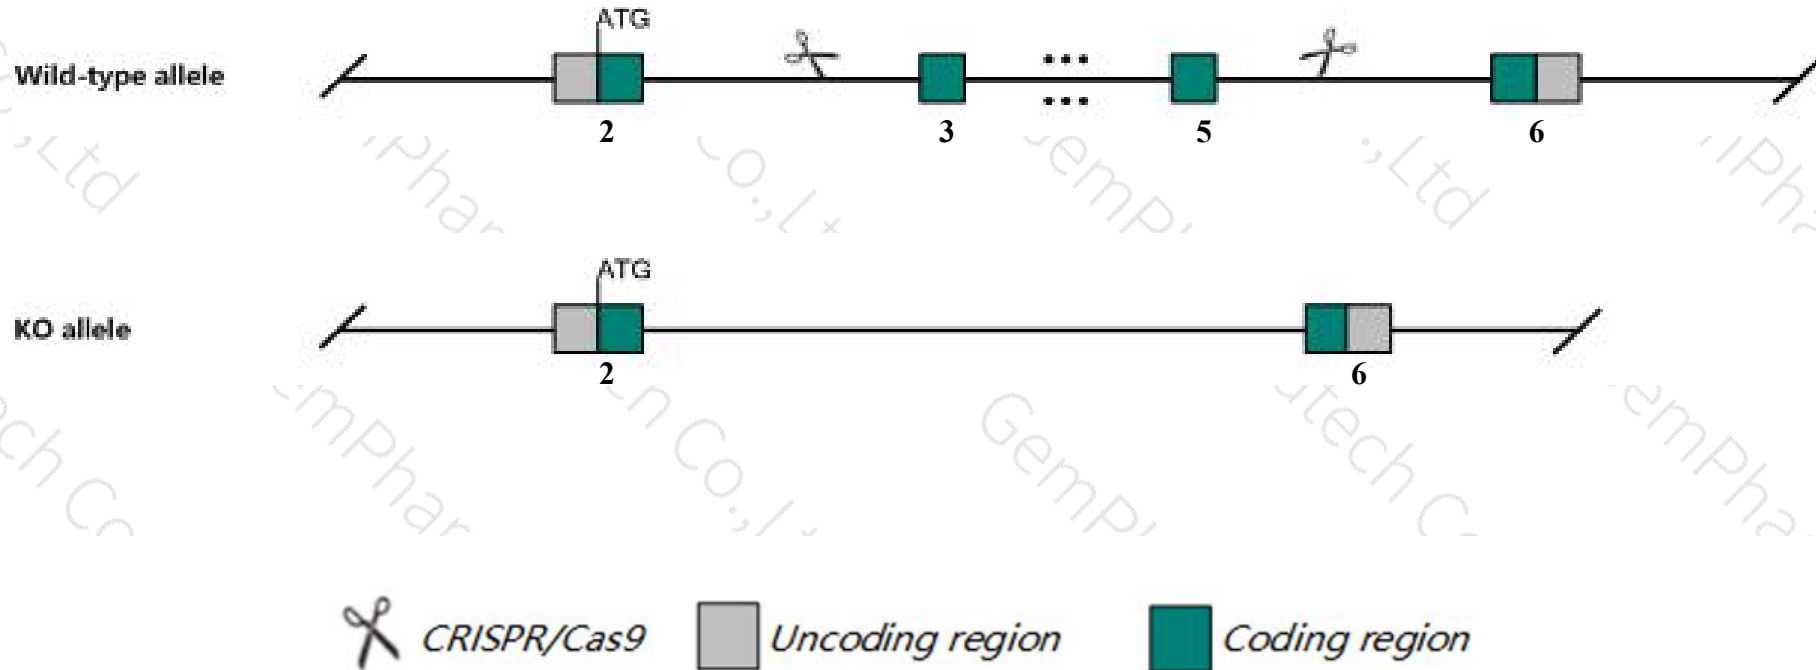 ATG
Wild-type allele
2 3 5 6
ATG
KO allele
2 6
CRISPR/Cas9 Uncoding region Coding region